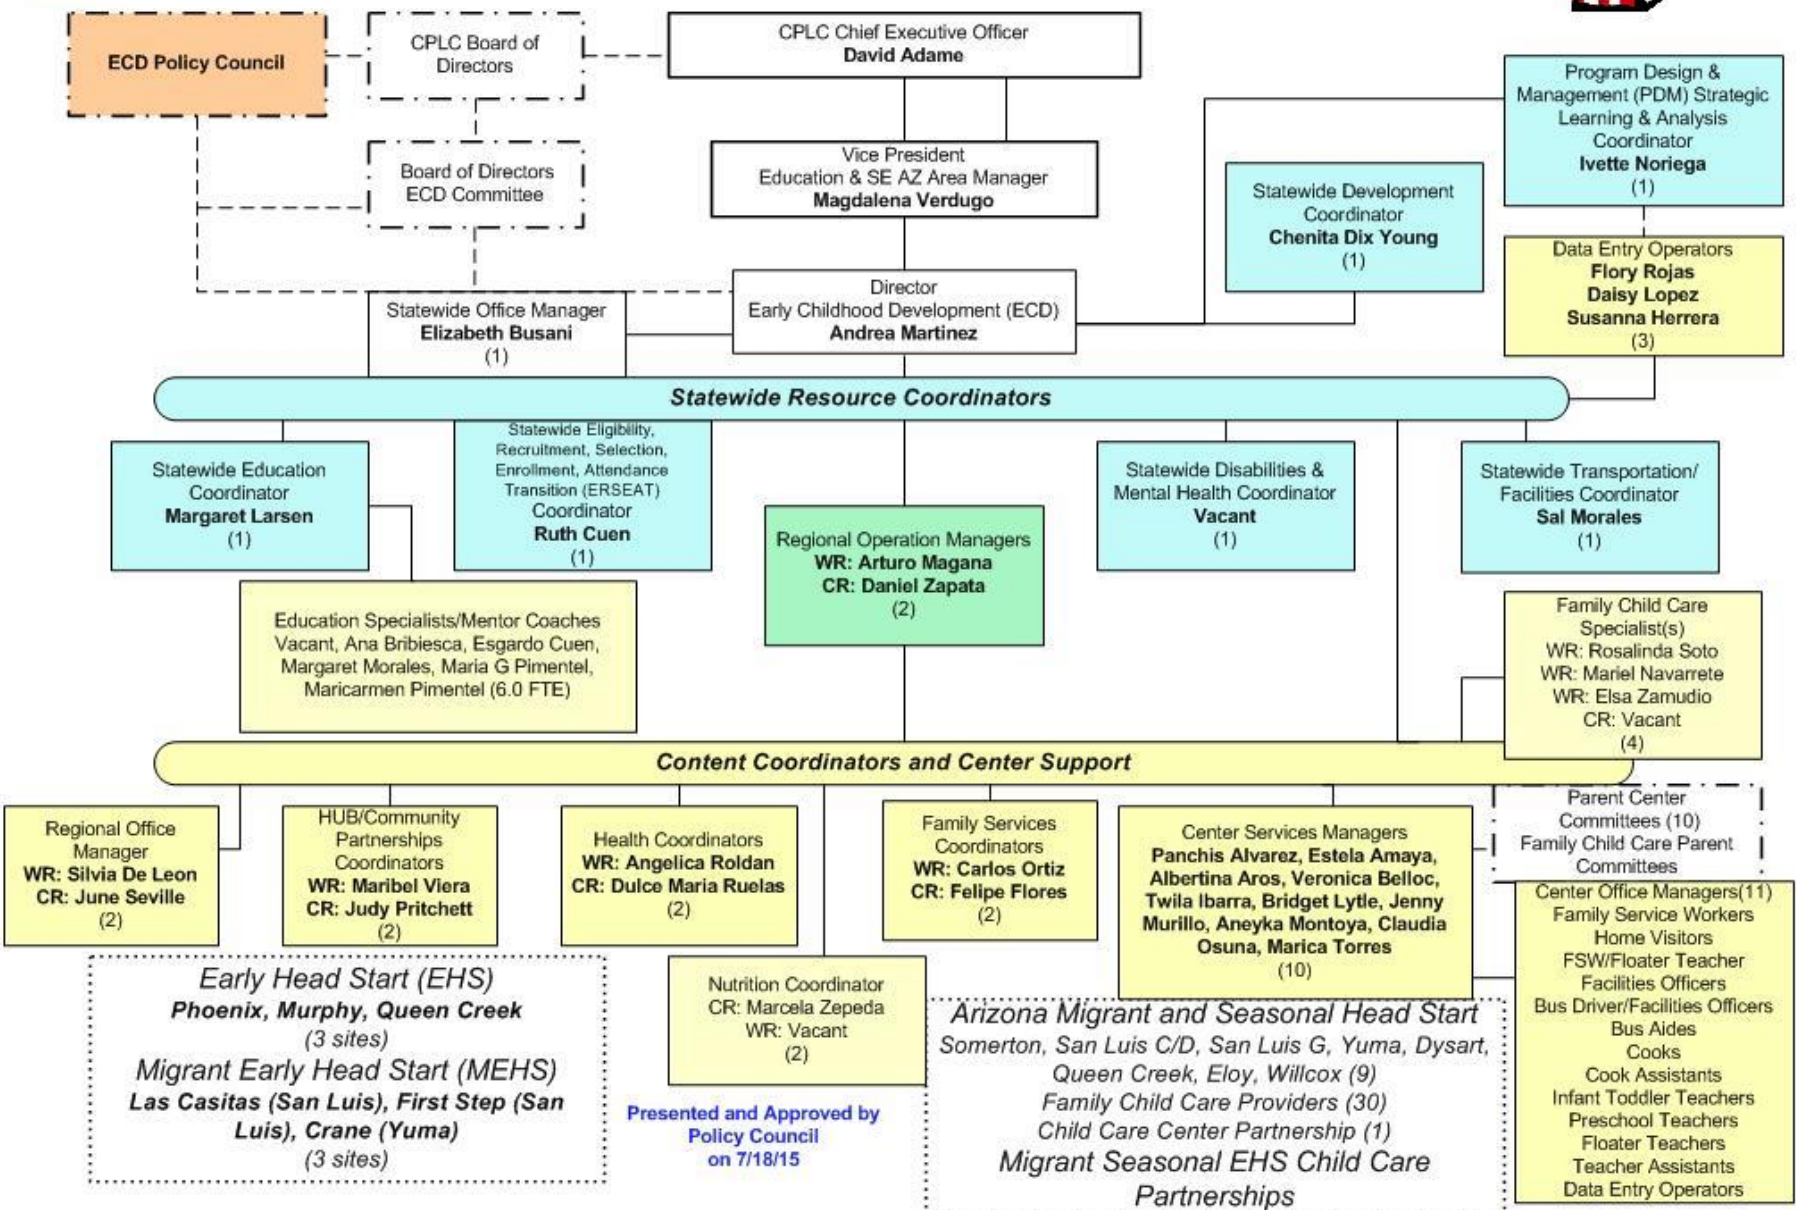 ECD Policy Council
CPLC Board of
Directors
CPLC Chief Executive Officer
David Adame
Program Design &
Management (PDM) Strategic
Learning & Analysis
Coordinator
Ivette Noriega
(1)
Board of Directors
ECD Committee
Vice President
Education & SE AZ Area Manager
Magdalena Verdugo
Statewide Development
Coordinator
Chenita Dix Young
(1)
Data Entry Operators
Flory Rojas
Daisy Lopez
Susanna Herrera
(3)
Statewide Office Manager
Elizabeth Busani
(1)
Director
Early Childhood Development (ECD)
Andrea Martinez
Statewide Resource Coordinators
Statewide Education
Coordinator
Margaret Larsen
(1)
Statewide Eligibility,
Recruitment, Selection,
Enrollment, Attendance
Transition (ERSEAT)
Coordinator
Ruth Cuen
(1)
Regional Operation Managers
WR: Arturo Magana
CR: Daniel Zapata
(2)
Statewide Disabilities &
Mental Health Coordinator
Vacant
(1)
Statewide Transportation/
Facilities Coordinator
Sal Morales
(1)
Education Specialists/Mentor Coaches
Vacant, Ana Bribiesca, Esgardo Cuen,
Margaret Morales, Maria G Pimentel,
Maricarmen Pimentel (6.0 FTE)
Family Child Care
Specialist(s)
WR: Rosalinda Soto
WR: Mariel Navarrete
WR: Elsa Zamudio
CR: Vacant
(4)
Content Coordinators and Center Support
Regional Office
Manager
WR: Silvia De Leon
CR: June Seville
(2)
HUB/Community
Partnerships
Coordinators
WR: Maribel Viera
CR: Judy Pritchett
(2)
Health Coordinators
WR: Angelica Roldan
CR: Dulce Maria Ruelas
(2)
Family Services
Coordinators
WR: Carlos Ortiz
CR: Felipe Flores
(2)
Center Services Managers
Panchis Alvarez, Estela Amaya,
Albertina Aros, Veronica Belloc,
Twila Ibarra, Bridget Lytle, Jenny
Murillo, Aneyka Montoya, Claudia
Osuna, Marica Torres
(10)
Parent Center
Committees (10)
Family Child Care Parent
Committees
Center Office Managers(11)
Family Service Workers
Home Visitors
FSW/Floater Teacher
Facilities Officers
Bus Driver/Facilities Officers
Bus Aides
Cooks
Cook Assistants
Infant Toddler Teachers
Preschool Teachers
Floater Teachers
Teacher Assistants
Data Entry Operators
Early Head Start (EHS)
Phoenix, Murphy, Queen Creek
(3 sites)
Migrant Early Head Start (MEHS)
Las Casitas (San Luis), First Step (San
Luis), Crane (Yuma)
(3 sites)
Nutrition Coordinator
CR: Marcela Zepeda
WR: Vacant
(2)
Presented and Approved by
Policy Council
on 7/18/15
Arizona Migrant and Seasonal Head Start
Somerton, San Luis C/D, San Luis G, Yuma, Dysart,
Queen Creek, Eloy, Willcox (9)
Family Child Care Providers (30)
Child Care Center Partnership (1)
Migrant Seasonal EHS Child Care
Partnerships